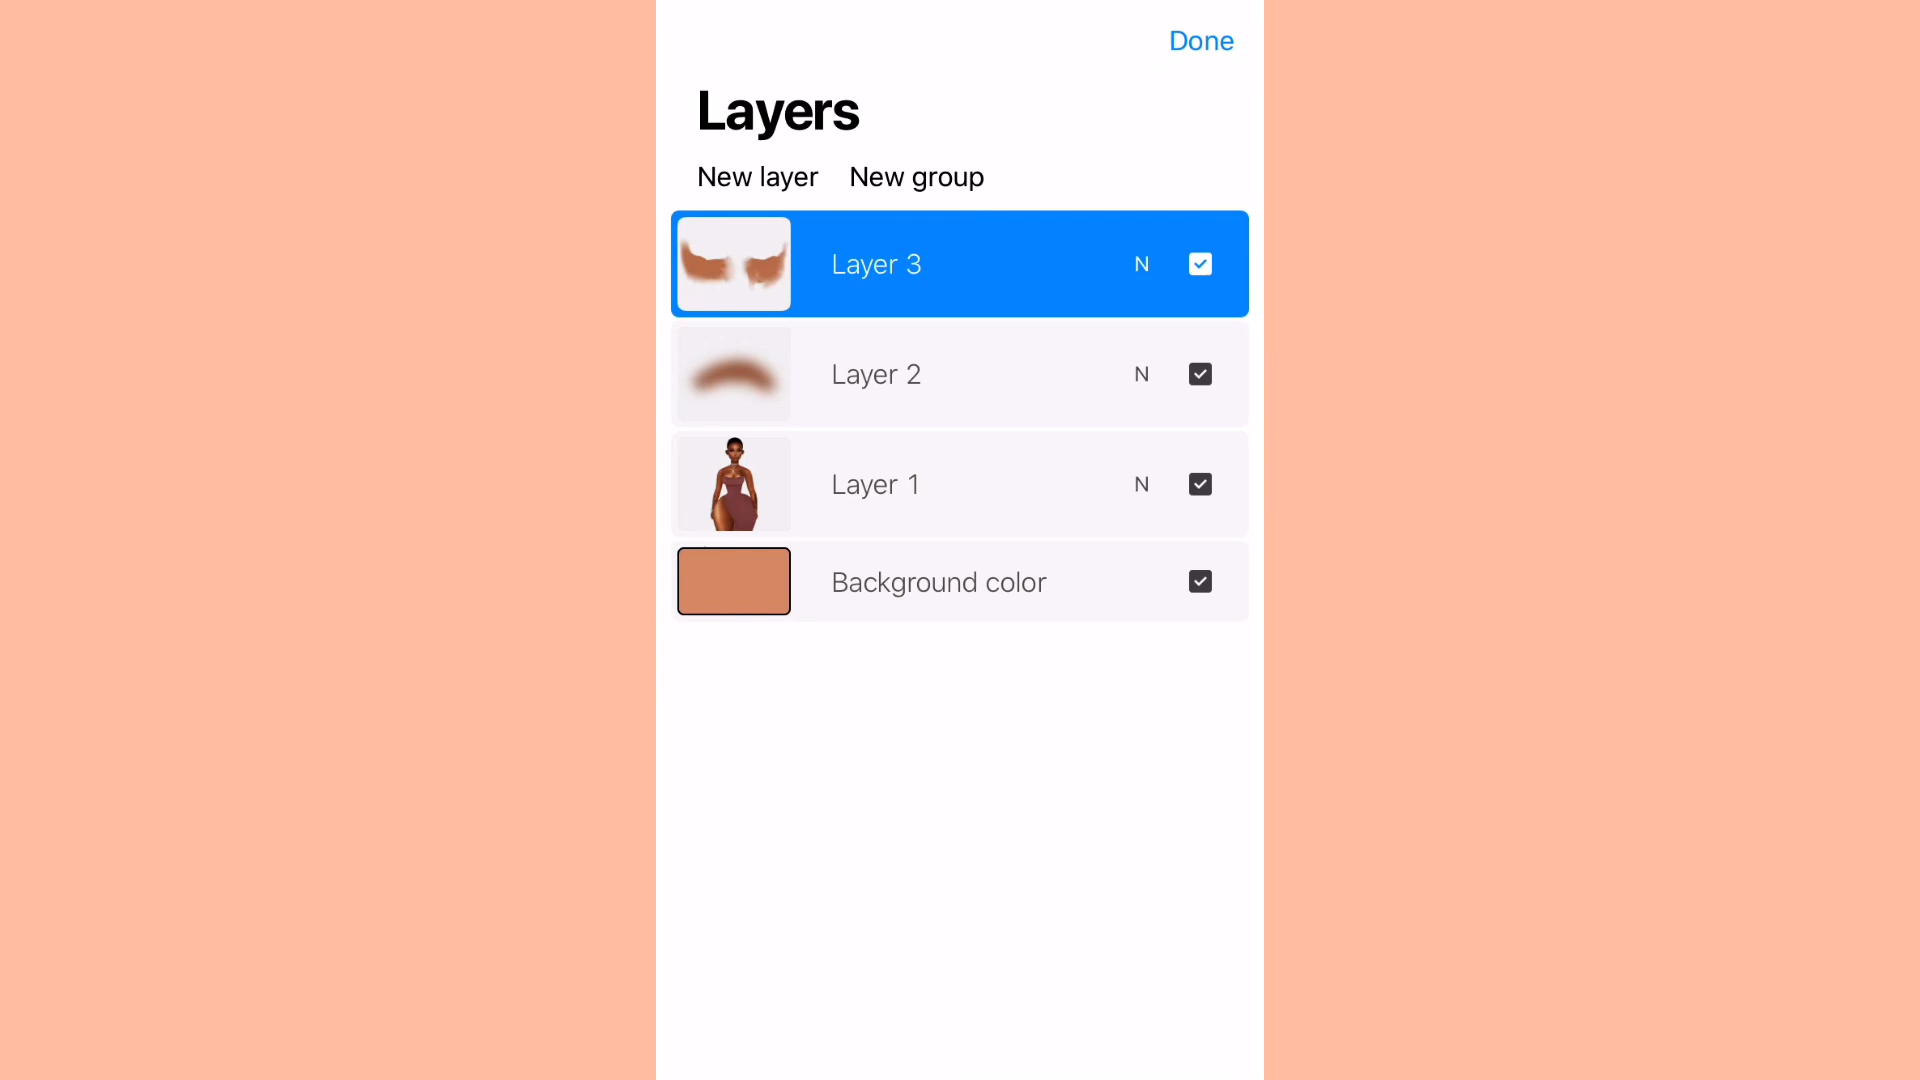 Done
Layers
New layer New group
Layer 3 N
Layer 2 N
Layer 1 N
Background color